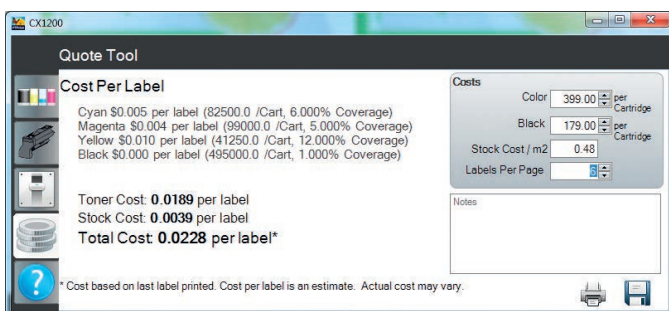 CX1200
Quote Tool
Cost Per Label
Cyan $0.005 per label (82500.0 /Cart, 6.000% Coverage)
Magenta $0.004 per label (99000.0 /Cart, 5.000% Coverage)
Yellow $0.010 per label (41250.0 /Cart, 12.000% Coverage)
Black $0.000 per label (495000.0 /Cart, 1.000% Coverage)
Toner Cost: 0.0189 per label
Stock Cost: 0.0039 per label
Total Cost: 0.0228 per label*
* Cost based on last label printed. Cost per label is an estimate. Actual cost may vary.
Costs
Color 399.00 per Cartridge
Black 179.00 per Cartridge
Stock Cost / m2 0.48
Labels Per Page 6
Notes